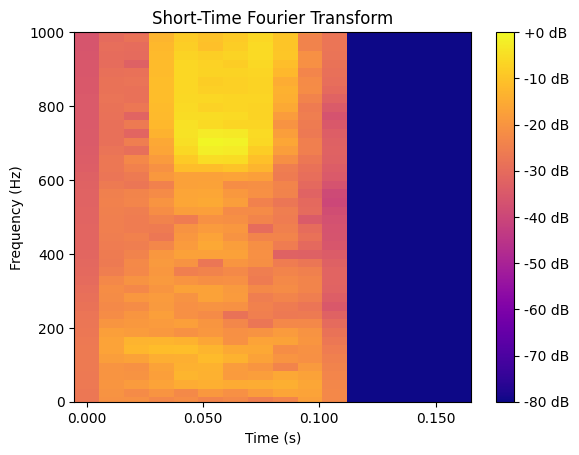 Short-Time Fourier Transform
1000
800
600
400
200
0
Frequency (Hz)
0.000
0.050
0.100
0.150
Time (s)
+0 dB
-10 dB
-20 dB
-30 dB
-40 dB
-50 dB
-60 dB
-70 dB
-80 dB